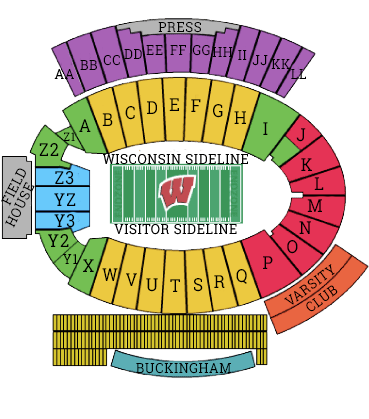 PRESS
AA BB CC DD EE FF GG HH II JJ KK LL
A B C D E F G H I J
K
L
M
N
O
P
Z1
Z2
Z3
YZ
Y3
Y2
Y1
FIELD HOUSE
WISCONSIN SIDELINE
W
VISITOR SIDELINE
X W V U T S R Q
VARSITY
CLUB
BUCKINGHAM